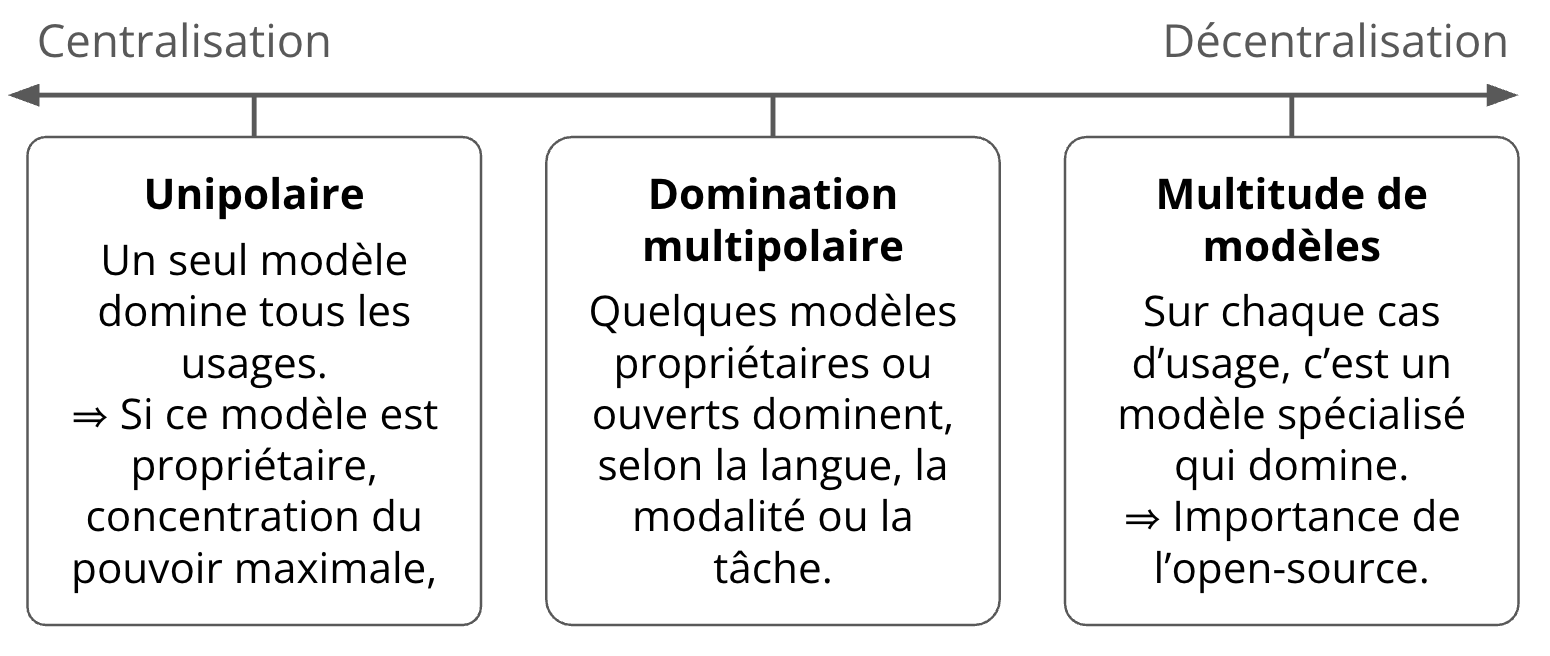 Centralisation
Décentralisation
Unipolaire
Un seul modèle
domine tous les
usages.
⇒ Si ce modèle est
propriétaire,
concentration du
pouvoir maximale,
Domination
multipolaire
Quelques modèles
propriétaires ou
ouverts dominent,
selon la langue, la
modalité ou la
tâche.
Multitude de
modèles
Sur chaque cas
d’usage, c’est un
modèle spécialisé
qui domine.
⇒ Importance de
l’open-source.